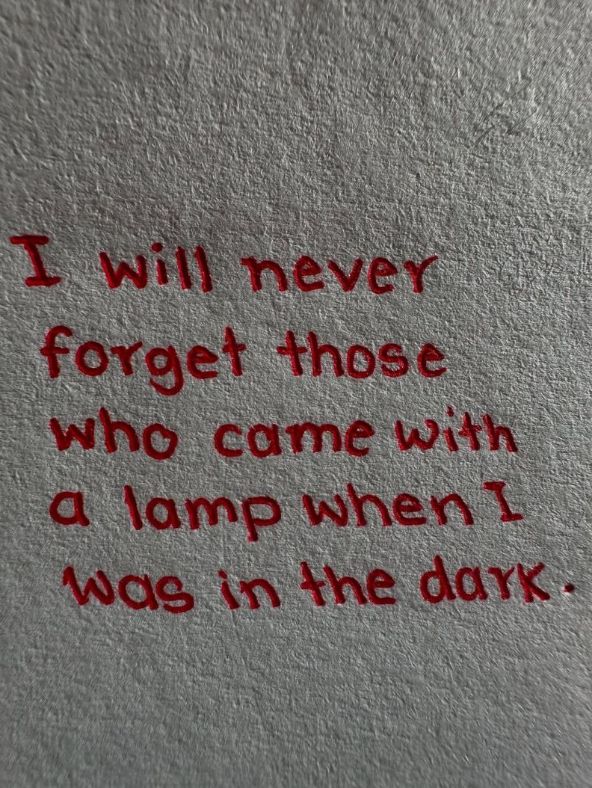 I will never
forget those
who came with
a lamp when I
was in the dark.